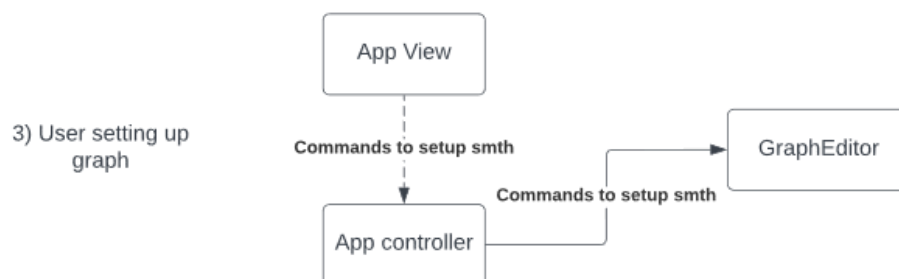 App View
3) User setting up
graph
Commands to setup smth
GraphEditor
Commands to setup smth
App controller